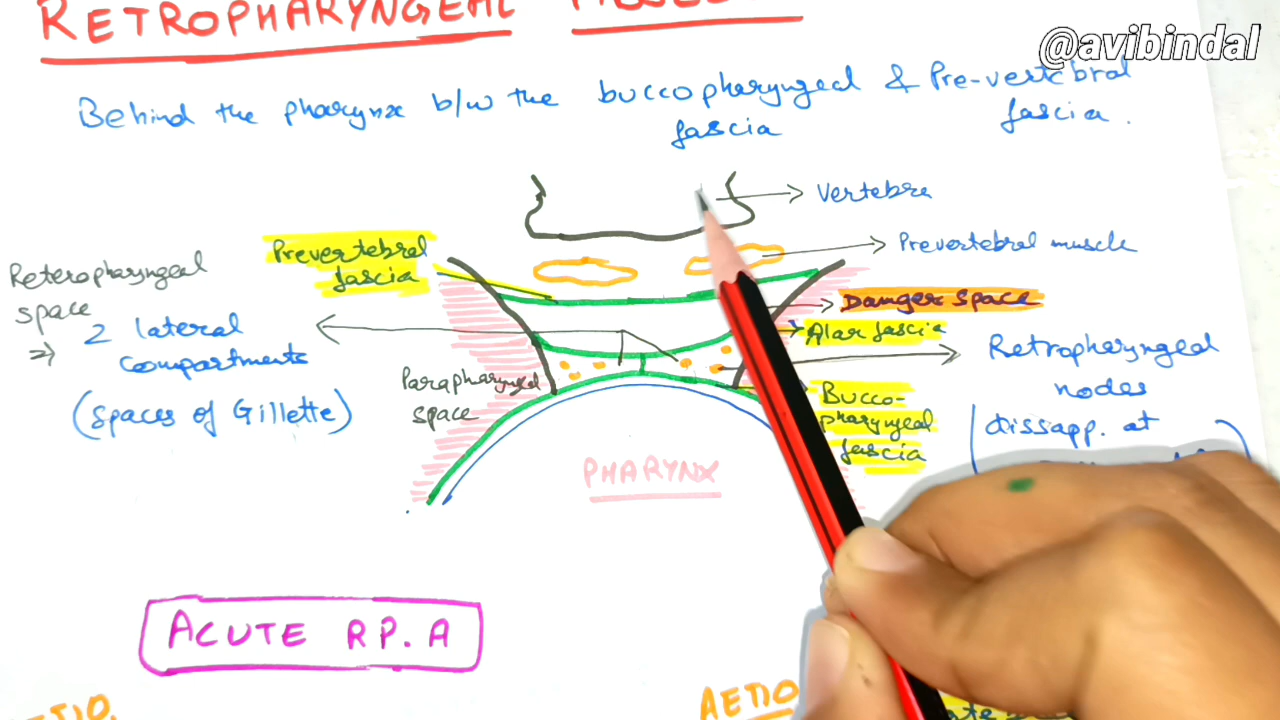 RETROPHARYNGEAL
@avibindal
Behind the pharynx b/w the buccopharyngeal & Pre-vertebral
fascia fascia.
Vertebra
Prevertebral
fascia
Prevertebral muscle
Reteropharyngeal
space
⇒ 2 lateral
compartments
(spaces of Gillette)
Danger space
Alar fascia
Parapharyngeal
space
Retropharyngeal
nodes
dissapp. at
Bucco-
pharyngeal
fascia
PHARYNX
ACUTE RP.A
AETIO